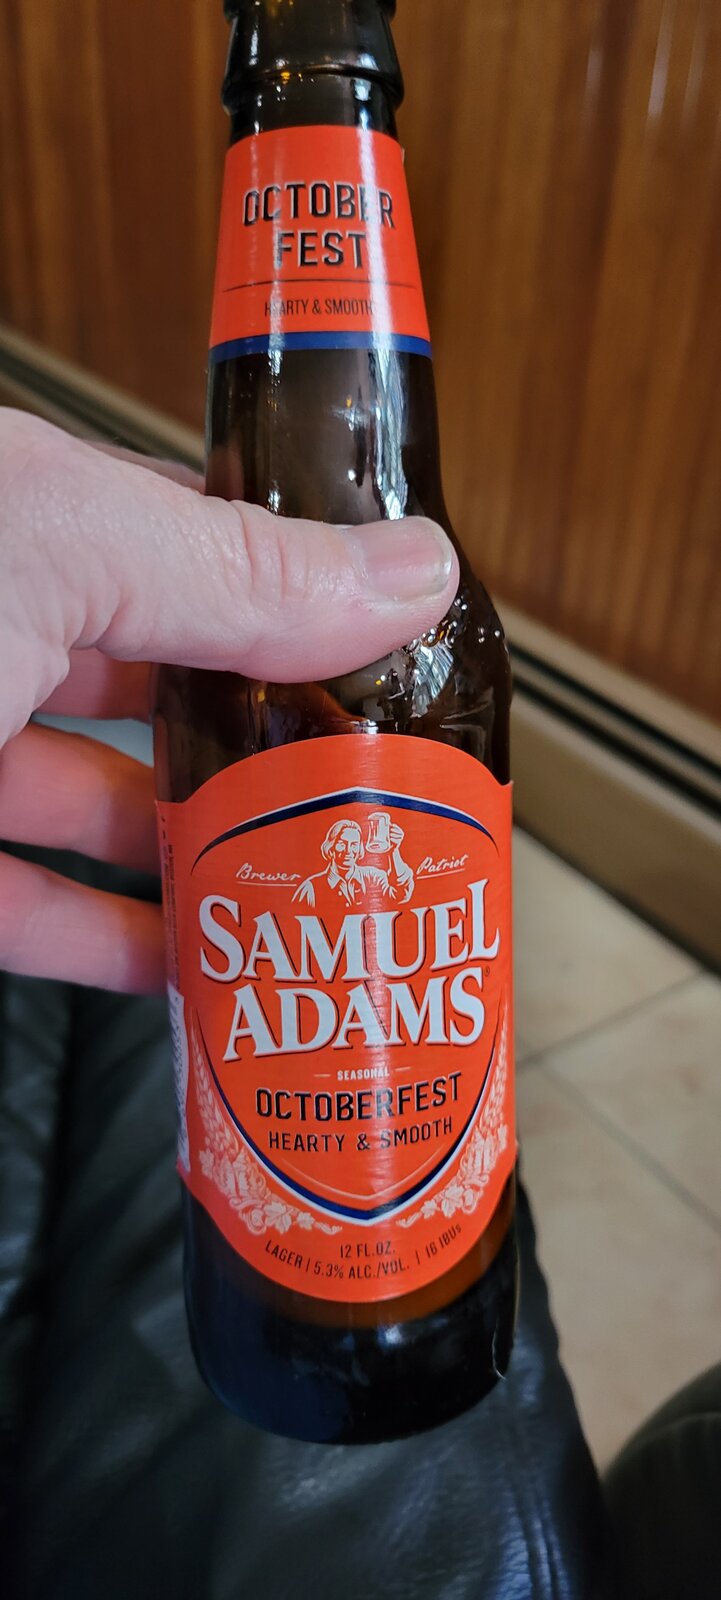 OCTOBER
FEST
HEARTY & SMOOTH
Brewer Patriot
SAMUEL
ADAMS®
SEASONAL
OCTOBERFEST
HEARTY & SMOOTH
12 FL.OZ.
LAGER | 5.3% ALC./VOL. | 16 IBUs